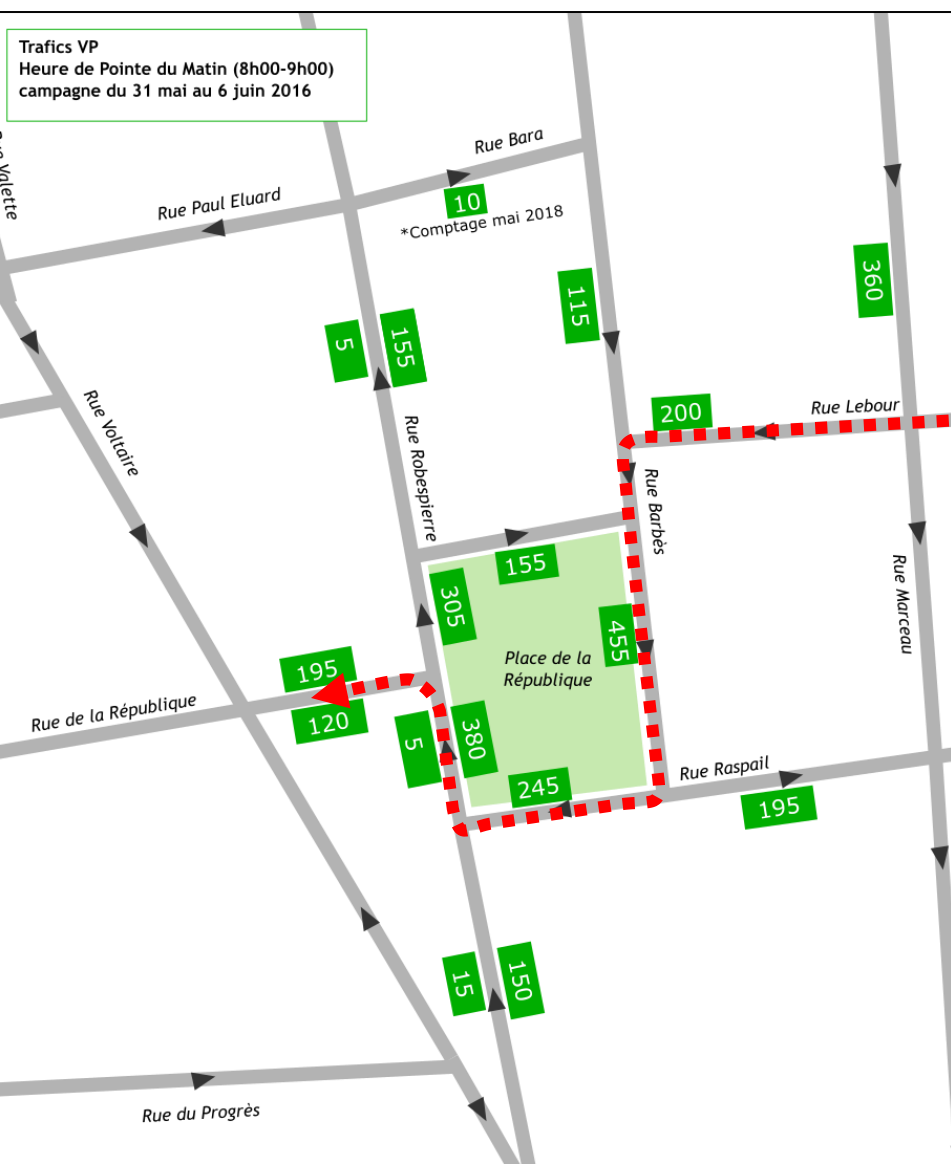 Trafics VP
Heure de Pointe du Matin (8h00-9h00)
campagne du 31 mai au 6 juin 2016
Valette
Rue Bara
Rue Paul Eluard
10
*Comptage mai 2018
360
115
5
155
200
Rue Lebour
Rue Voltaire
Rue Robespierre
Rue Barbès
155
Rue Marceau
305
455
Place de la
République
195
Rue de la République
120
5
380
245
Rue Raspail
195
15
150
Rue du Progrès